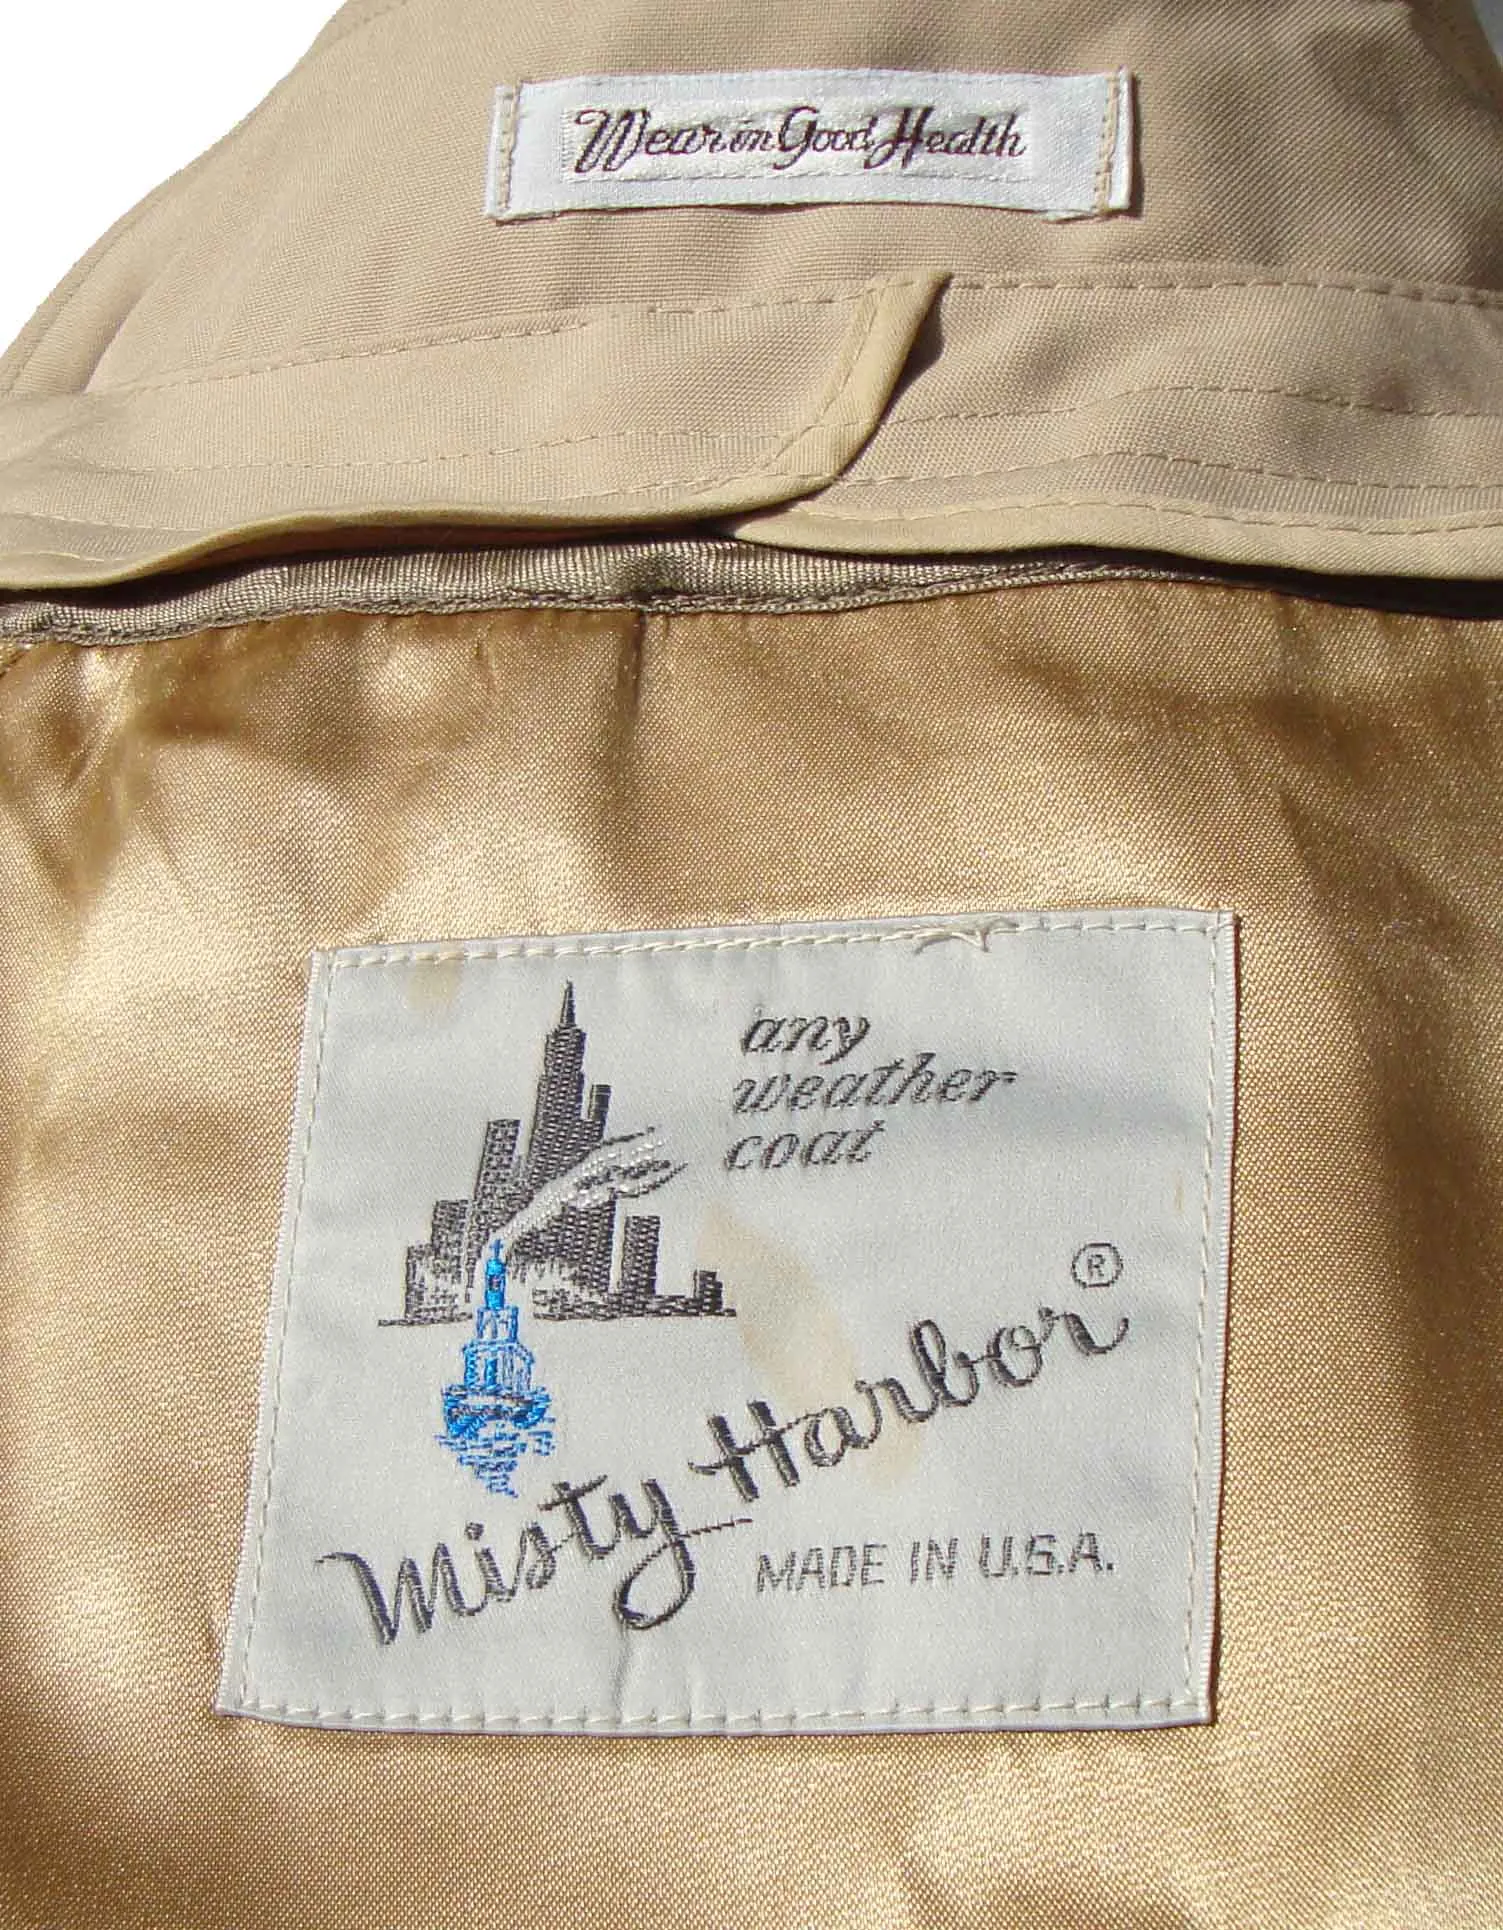 Wear in Good Health
any
weather
coat
Misty Harbor ®
MADE IN U.S.A.